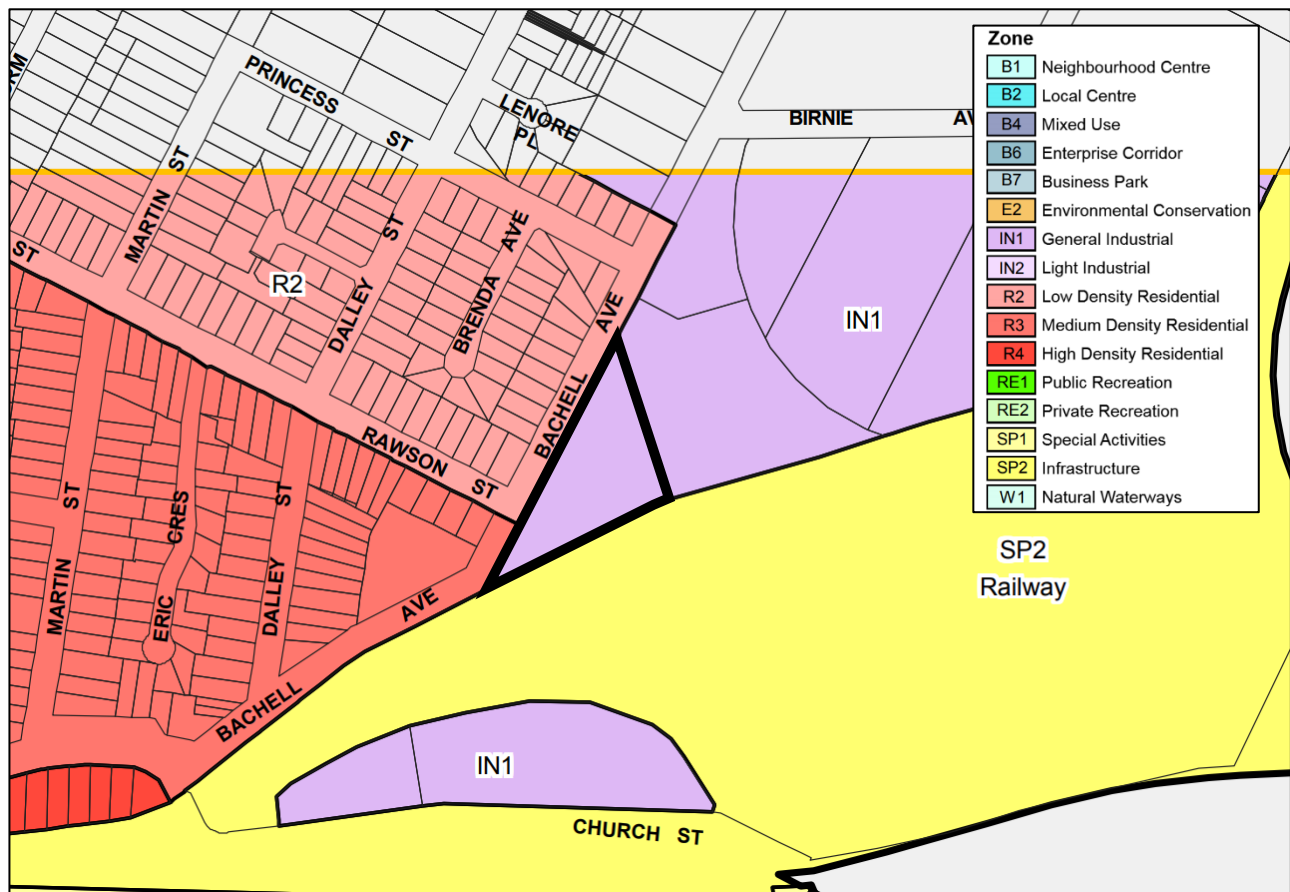 PRINCESS
ST
LENORE
PL
BIRNIE
MARTIN ST
ST
R2
DALLEY
ST
BRENDA AVE
BACHELL AVE
RAWSON
ST
IN1
MARTIN ST
ERIC CRES
DALLEY ST
BACHELL AVE
SP2
Railway
IN1
CHURCH ST
Zone
B1 Neighbourhood Centre
B2 Local Centre
B4 Mixed Use
B6 Enterprise Corridor
B7 Business Park
E2 Environmental Conservation
IN1 General Industrial
IN2 Light Industrial
R2 Low Density Residential
R3 Medium Density Residential
R4 High Density Residential
RE1 Public Recreation
RE2 Private Recreation
SP1 Special Activities
SP2 Infrastructure
W1 Natural Waterways